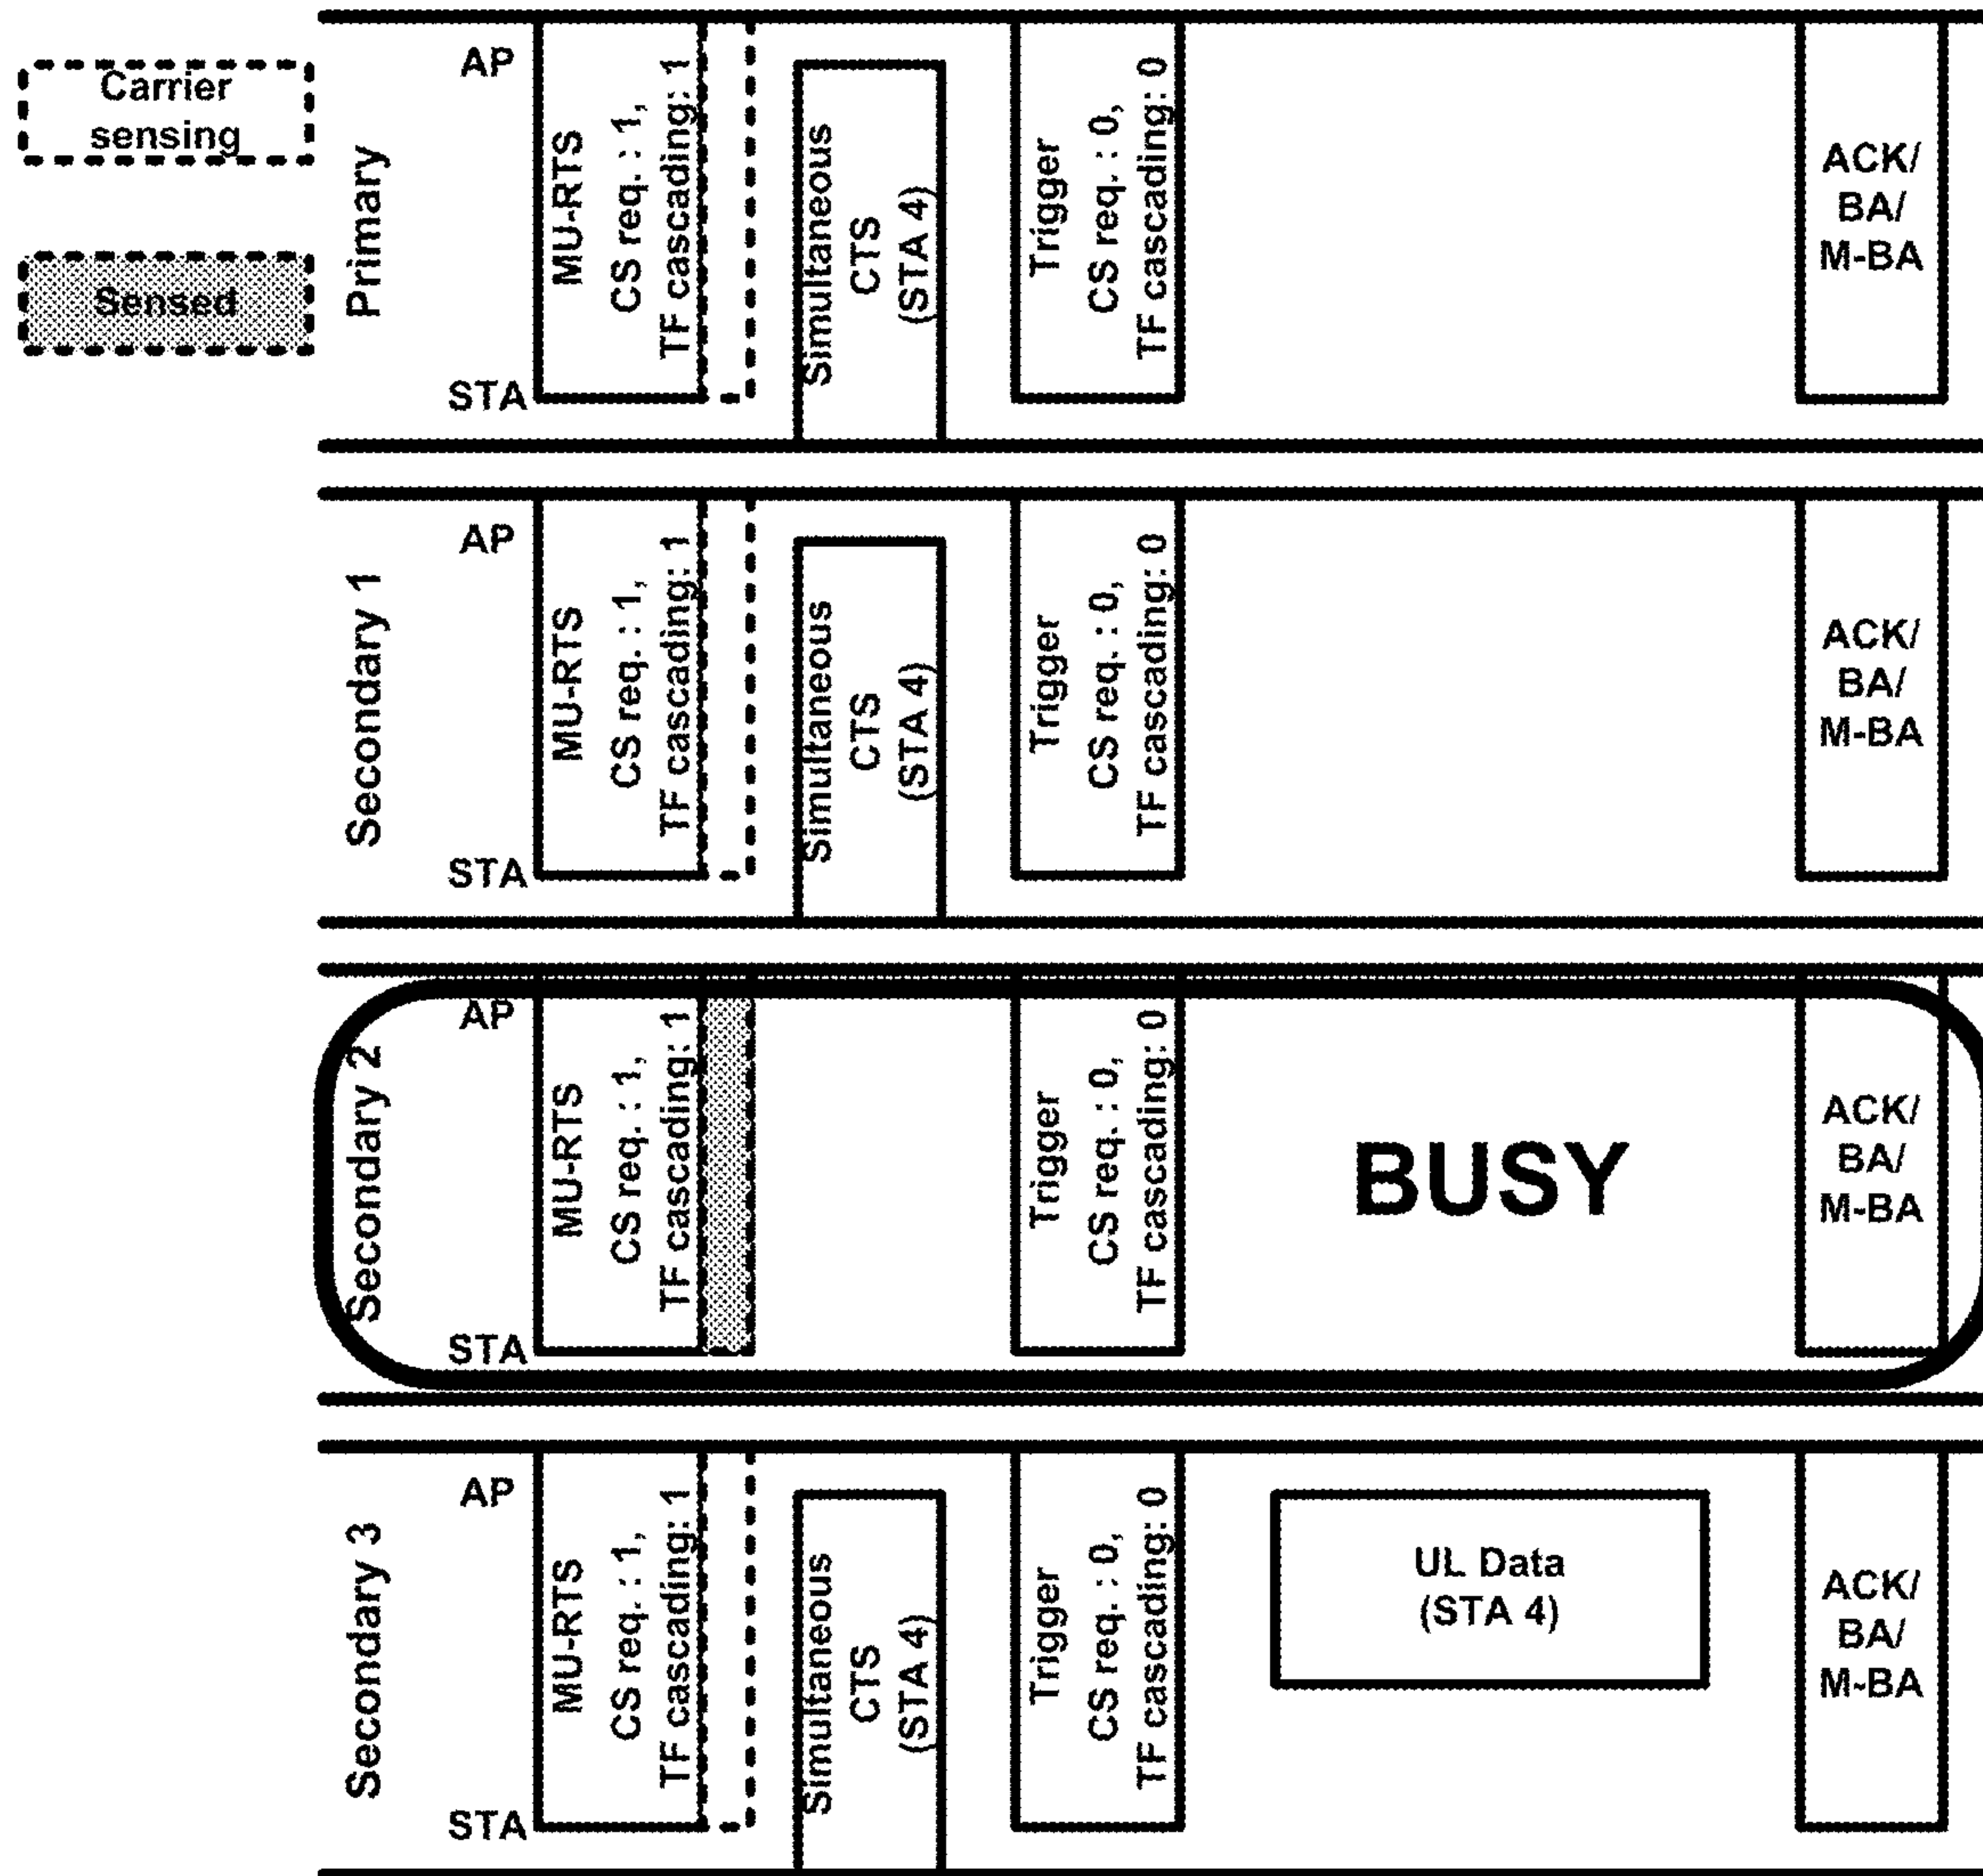 Carrier
sensing
Sensed
Primary
AP
STA
MU-RTS
CS req. : 1,
TF cascading: 1
Simultaneous
CTS
(STA 4)
Trigger
CS req. : 0,
TF cascading: 0
ACK/
BA/
M-BA
Secondary 1
AP
STA
MU-RTS
CS req. : 1,
TF cascading: 1
Simultaneous
CTS
(STA 4)
Trigger
CS req. : 0,
TF cascading: 0
ACK/
BA/
M-BA
Secondary 2
AP
STA
MU-RTS
CS req. : 1,
TF cascading: 1
Trigger
CS req. : 0,
TF cascading: 0
BUSY
ACK/
BA/
M-BA
Secondary 3
AP
STA
MU-RTS
CS req. : 1,
TF cascading: 1
Simultaneous
CTS
(STA 4)
Trigger
CS req. : 0,
TF cascading: 0
UL Data
(STA 4)
ACK/
BA/
M-BA